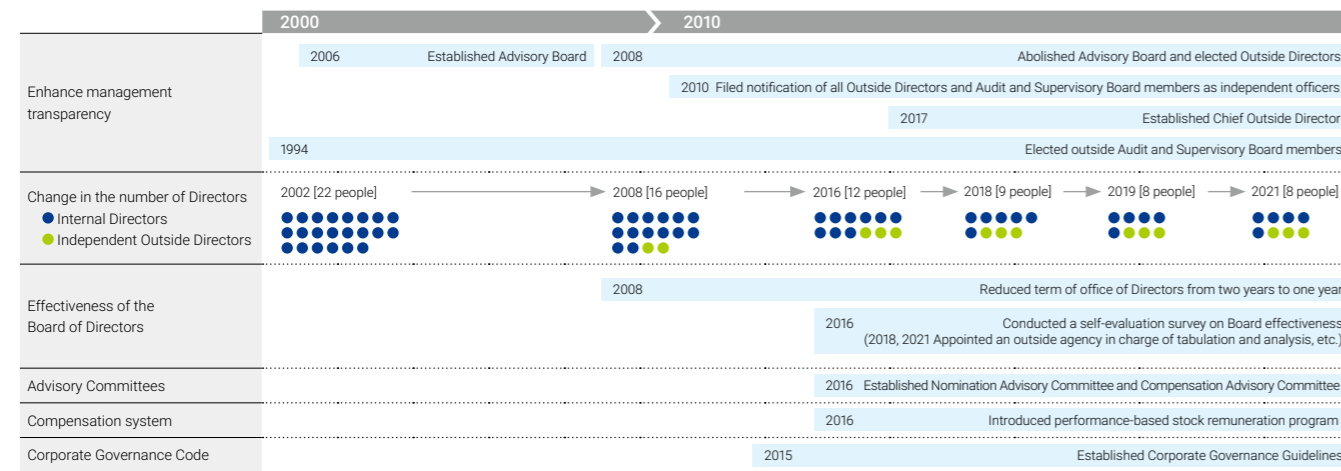 2000 2010
Enhance management
transparency
2006 Established Advisory Board 2008 Abolished Advisory Board and elected Outside Directors
2010 Filed notification of all Outside Directors and Audit and Supervisory Board members as independent officers
2017 Established Chief Outside Director
1994 Elected outside Audit and Supervisory Board members
Change in the number of Directors
Internal Directors
Independent Outside Directors
2002 [22 people] 2008 [16 people] 2016 [12 people] 2018 [9 people] 2019 [8 people] 2021 [8 people]
Effectiveness of the
Board of Directors
2008 Reduced term of office of Directors from two years to one year
2016 Conducted a self-evaluation survey on Board effectiveness
(2018, 2021 Appointed an outside agency in charge of tabulation and analysis, etc.)
Advisory Committees
2016 Established Nomination Advisory Committee and Compensation Advisory Committee
Compensation system
2016 Introduced performance-based stock remuneration program
Corporate Governance Code
2015 Established Corporate Governance Guidelines